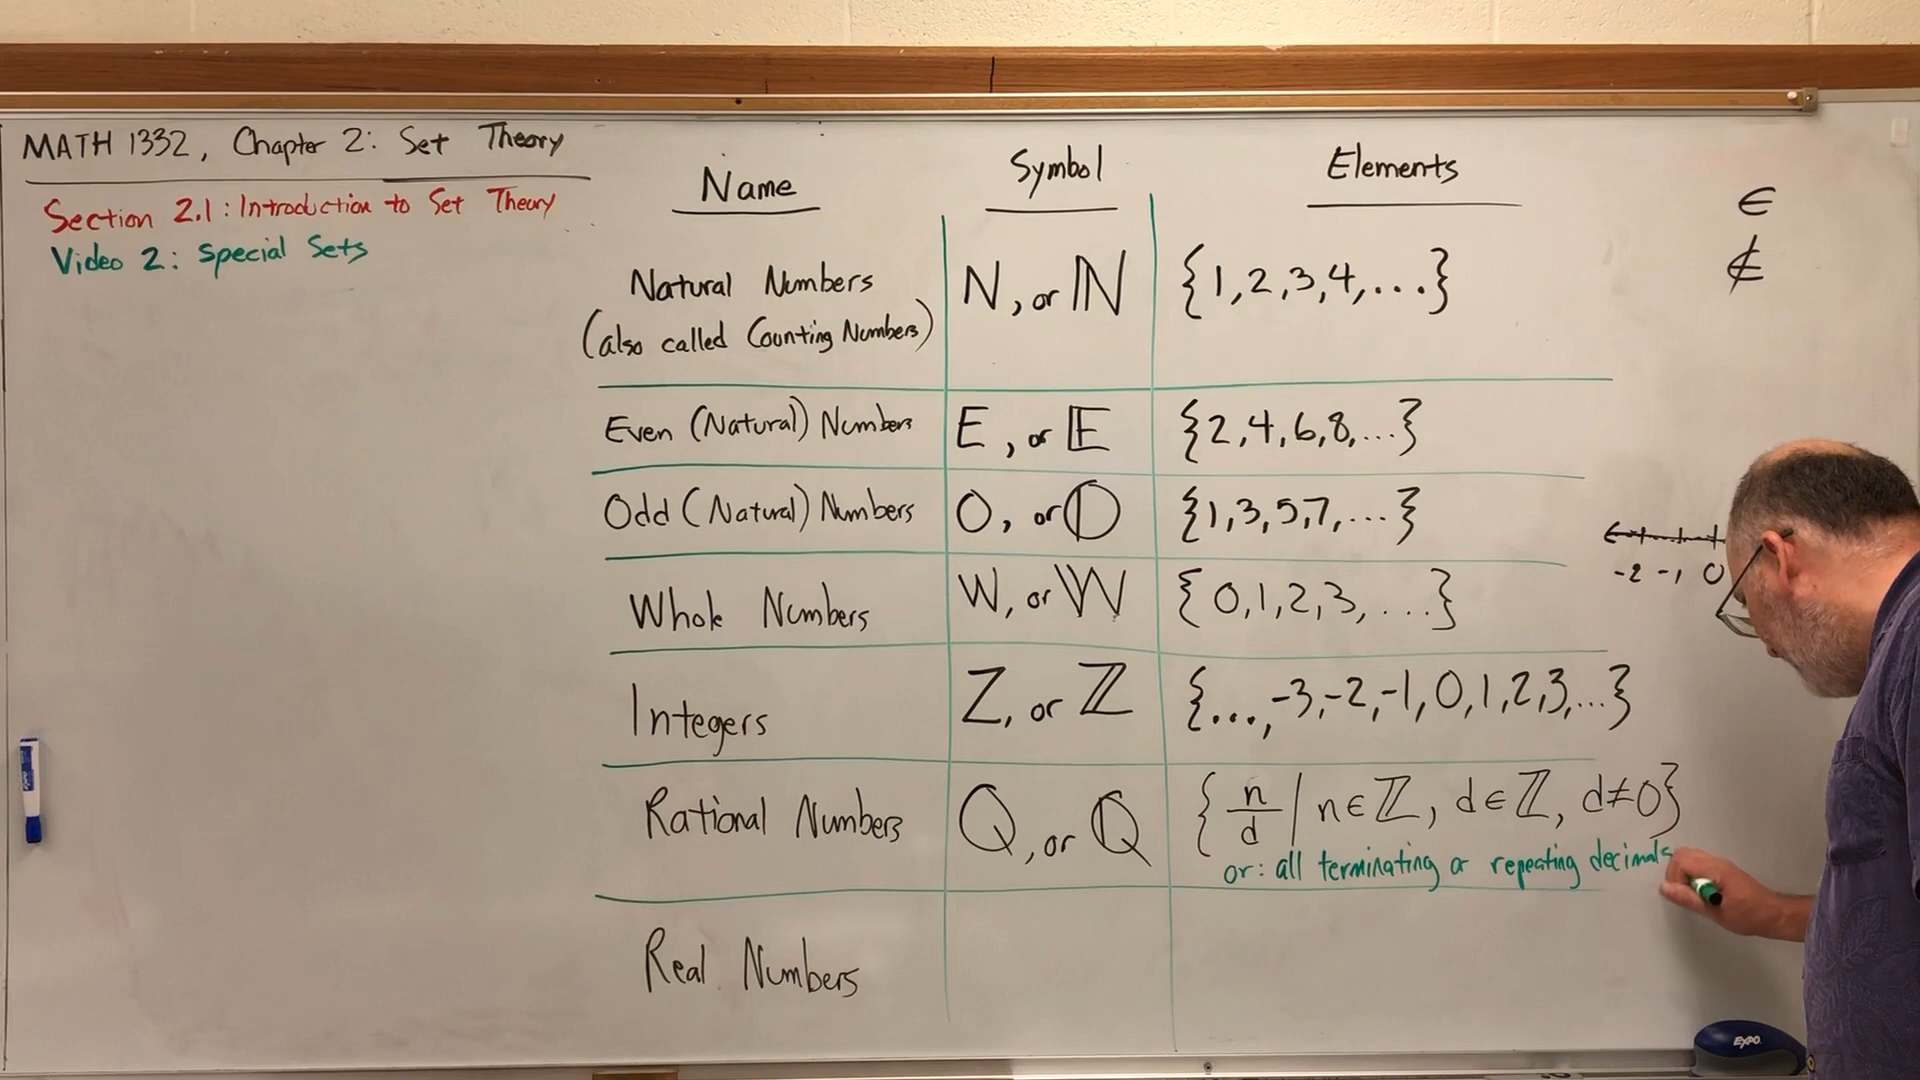 MATH 1332, Chapter 2: Set Theory
Section 2.1: Introduction to Set Theory
Video 2: Special Sets
Name Symbol Elements
∈
∉
Natural Numbers
(also called Counting Numbers)
N, or ℕ {1,2,3,4,...}
Even (Natural) Numbers E, or 𝔼 {2,4,6,8,...}
Odd (Natural) Numbers O, or 𝕆 {1,3,5,7,...}
-2 -1 0
Whole Numbers W, or 𝕎 {0,1,2,3,...}
Integers Z, or ℤ {...,-3,-2,-1,0,1,2,3,...}
Rational Numbers Q, or ℚ {n/d | n∈ℤ, d∈ℤ, d≠0}
or: all terminating or repeating decimals
Real Numbers
EXPO